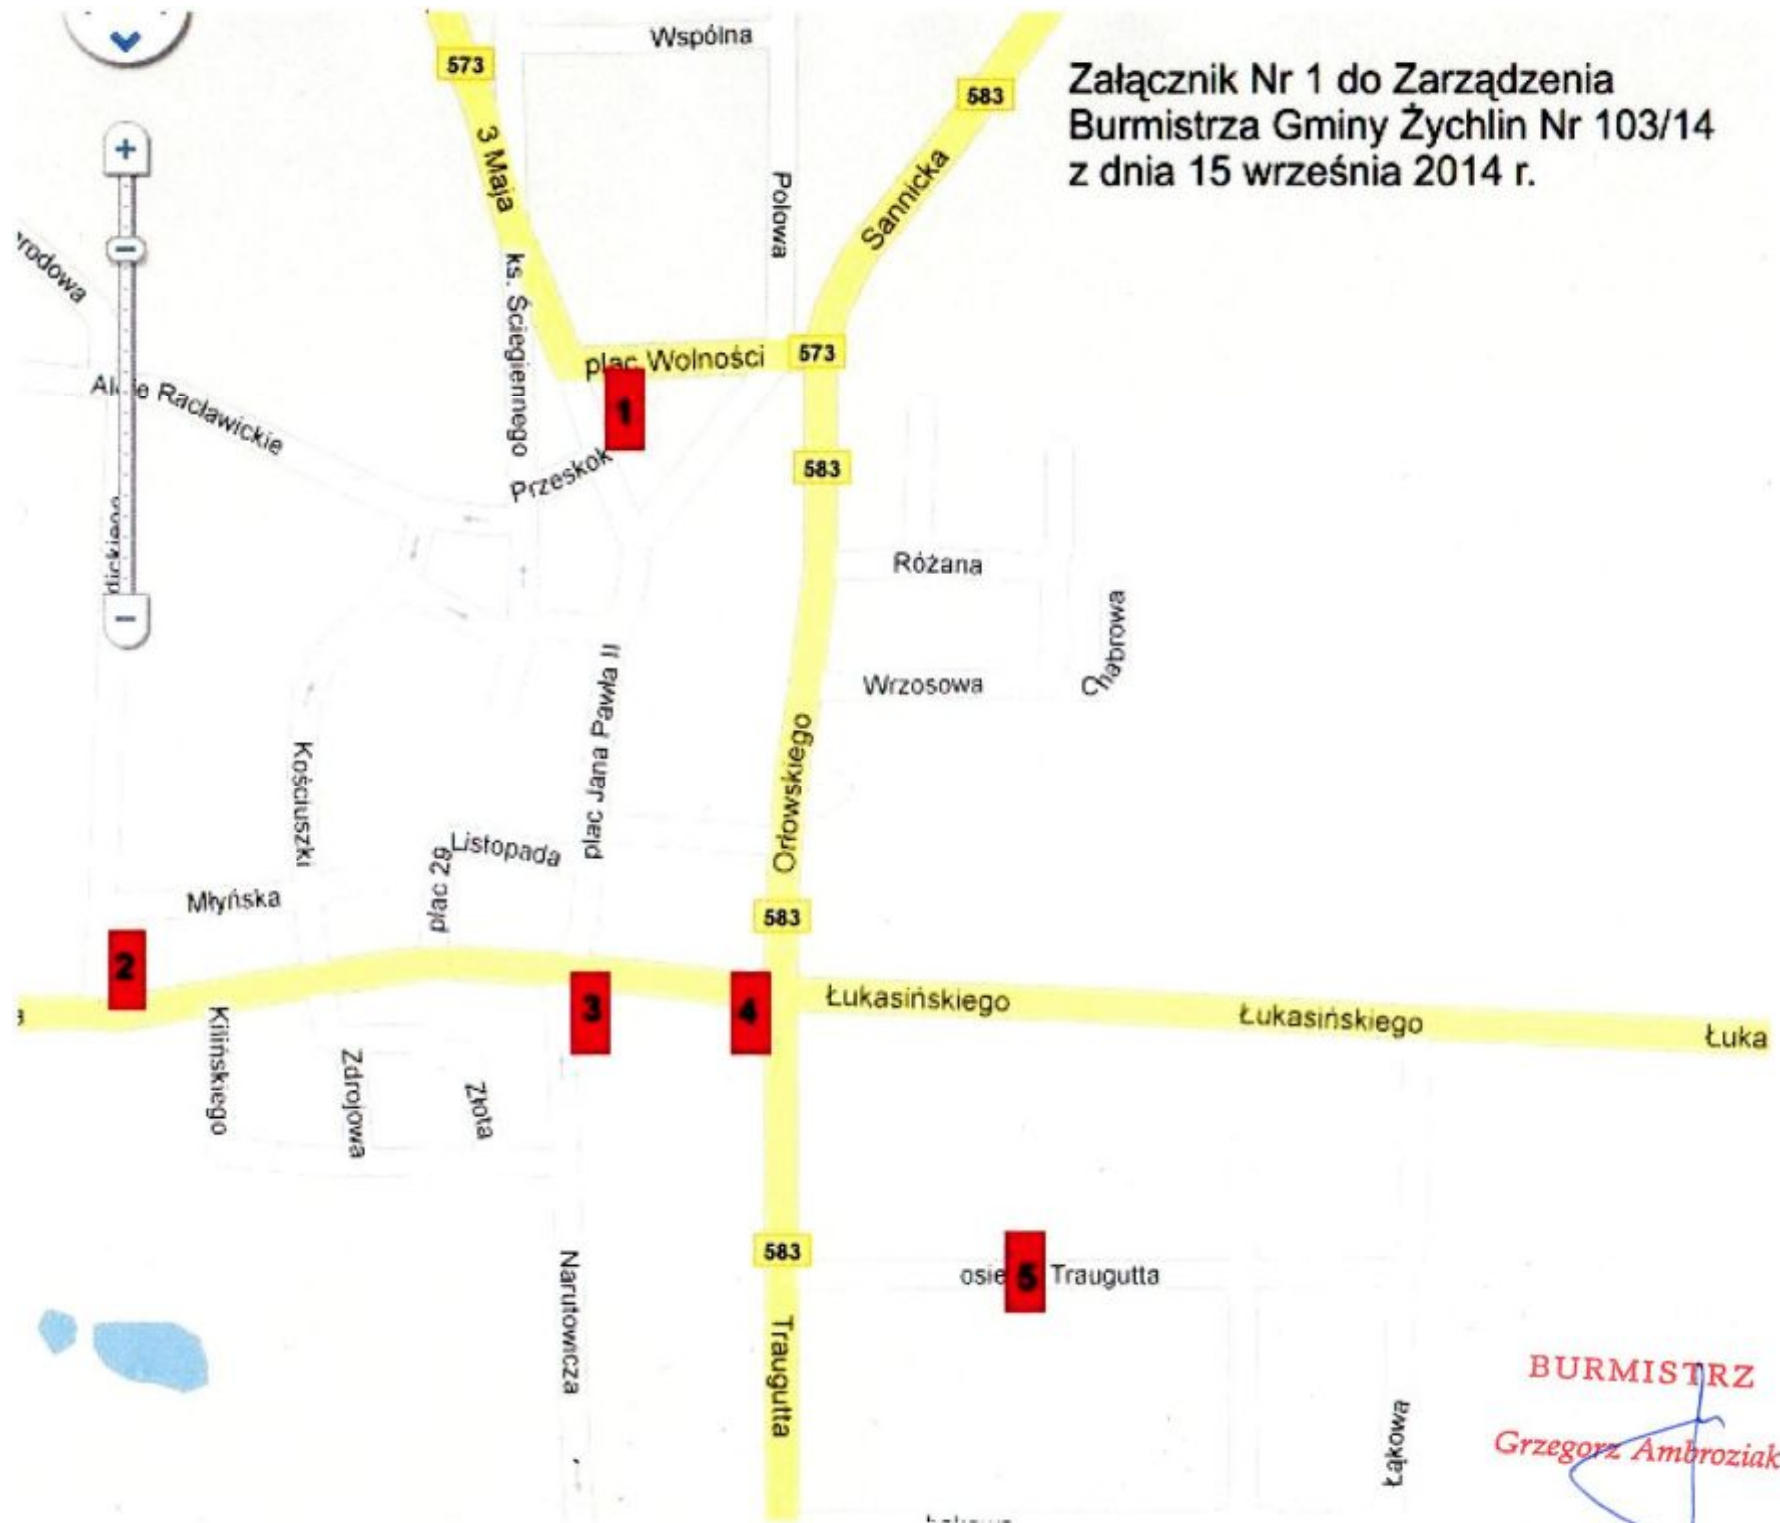 Wspólna
573
583
Załącznik Nr 1 do Zarządzenia
Burmistrza Gminy Żychlin Nr 103/14
z dnia 15 września 2014 r.
3 Maja
Sannicka
Polowa
ks. Ściegiennego
plac Wolności
573
Racławickie
1
Przeskok
583
Różana
Chabrowa
Wrzosowa
plac Jana Pawła II
Orłowskiego
Kościuszki
plac 29
Listopada
Młyńska
583
2
3
4
Łukasińskiego
Łukasińskiego
Łuka
Kilińskiego
Zdrojowa
Złota
583
osie
5
Traugutta
Narutowicza
Traugutta
Łąkowa
BURMISTRZ
Grzegorz Ambroziak